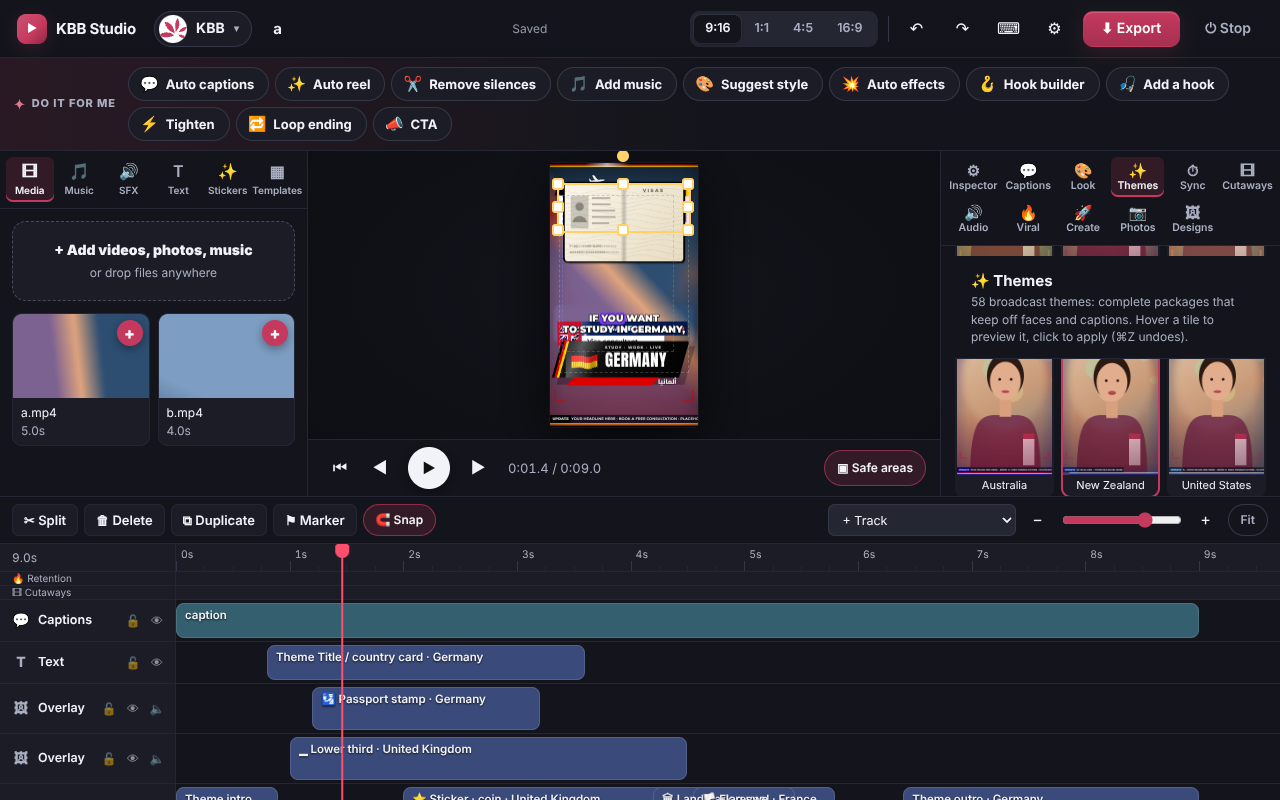 KBB Studio
KBB
a
Saved
9:16
1:1
4:5
16:9
Export
Stop
DO IT FOR ME
Auto captions
Auto reel
Remove silences
Add music
Suggest style
Auto effects
Hook builder
Add a hook
Tighten
Loop ending
CTA
Media
Music
SFX
Text
Stickers
Templates
+ Add videos, photos, music
or drop files anywhere
a.mp4
5.0s
b.mp4
4.0s
VISAS
IF YOU WANT
TO STUDY IN GERMANY,
STUDY · WORK · LIVE
GERMANY
ألمانيا
UPDATE YOUR HEADLINE HERE · BOOK A FREE CONSULTATION
0:01.4 / 0:09.0
Safe areas
Inspector
Captions
Look
Themes
Sync
Cutaways
Audio
Viral
Create
Photos
Designs
Themes
58 broadcast themes: complete packages that
keep off faces and captions. Hover a tile to
preview it, click to apply (⌘Z undoes).
Australia
New Zealand
United States
Split
Delete
Duplicate
Marker
Snap
+ Track
−
+
Fit
9.0s
0s
1s
2s
3s
4s
5s
6s
7s
8s
9s
Retention
Cutaways
Captions
caption
Text
Theme Title / country card · Germany
Overlay
Passport stamp · Germany
Overlay
Lower third · United Kingdom
Theme intro
Sticker · coin · United Kingdom
France
Theme outro · Germany